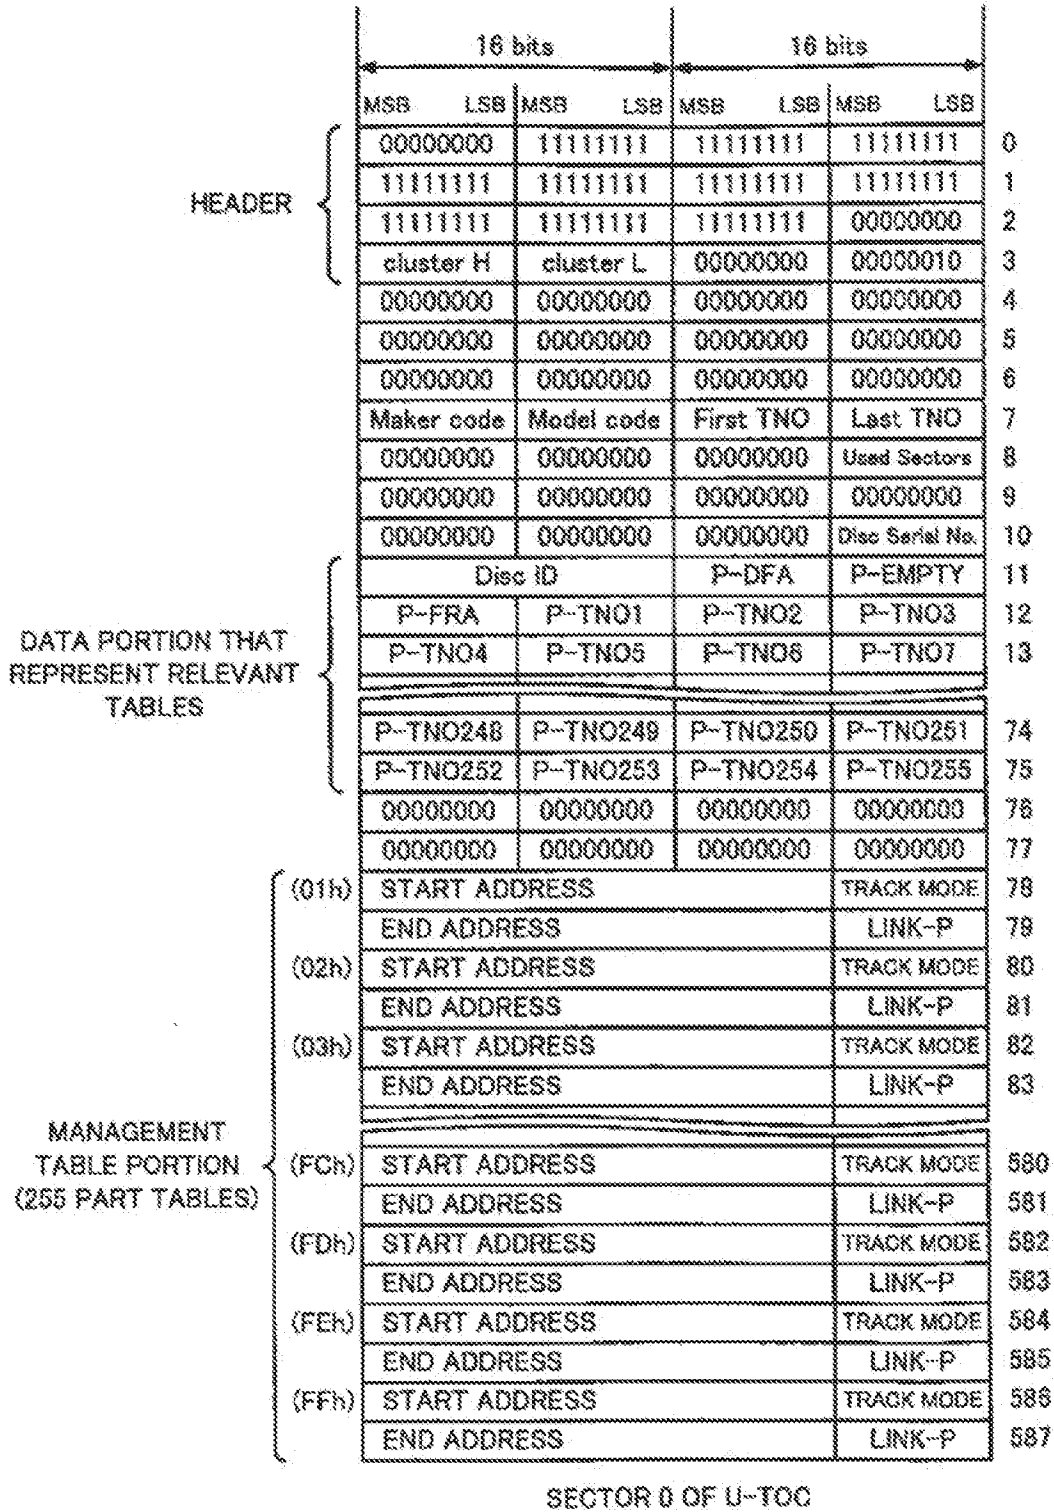 16 bits 16 bits
MSB LSB MSB LSB MSB LSB MSB LSB
00000000 11111111 11111111 11111111 0
11111111 11111111 11111111 11111111 1
HEADER
11111111 11111111 11111111 00000000 2
cluster H cluster L 00000000 00000010 3
00000000 00000000 00000000 00000000 4
00000000 00000000 00000000 00000000 5
00000000 00000000 00000000 00000000 6
Maker code Model code First TNO Last TNO 7
00000000 00000000 00000000 Used Sectors 8
00000000 00000000 00000000 00000000 9
00000000 00000000 00000000 Disc Serial No. 10
Disc ID P-DFA P-EMPTY 11
P-FRA P-TNO1 P-TNO2 P-TNO3 12
P-TNO4 P-TNO5 P-TNO6 P-TNO7 13
DATA PORTION THAT
REPRESENT RELEVANT
TABLES
P-TNO248 P-TNO249 P-TNO250 P-TNO251 74
P-TNO252 P-TNO253 P-TNO254 P-TNO255 75
00000000 00000000 00000000 00000000 76
00000000 00000000 00000000 00000000 77
(01h) START ADDRESS TRACK MODE 78
END ADDRESS LINK-P 79
(02h) START ADDRESS TRACK MODE 80
END ADDRESS LINK-P 81
(03h) START ADDRESS TRACK MODE 82
END ADDRESS LINK-P 83
MANAGEMENT
TABLE PORTION
(255 PART TABLES)
(FCh) START ADDRESS TRACK MODE 580
END ADDRESS LINK-P 581
(FDh) START ADDRESS TRACK MODE 582
END ADDRESS LINK-P 583
(FEh) START ADDRESS TRACK MODE 584
END ADDRESS LINK-P 585
(FFh) START ADDRESS TRACK MODE 586
END ADDRESS LINK-P 587
SECTOR 0 OF U-TOC